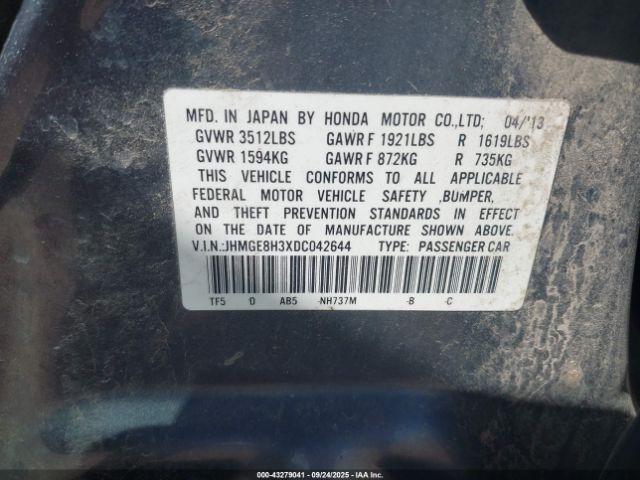 MFD. IN JAPAN BY HONDA MOTOR CO.,LTD; 04/'13
GVWR 3512LBS GAWR F 1921LBS R 1619LBS
GVWR 1594KG GAWR F 872KG R 735KG
THIS VEHICLE CONFORMS TO ALL APPLICABLE
FEDERAL MOTOR VEHICLE SAFETY ,BUMPER,
AND THEFT PREVENTION STANDARDS IN EFFECT
ON THE DATE OF MANUFACTURE SHOWN ABOVE.
V.I.N.:JHMGE8H3XDC042644 TYPE: PASSENGER CAR
TF5 D AB5 -NH737M -B -C
000-43279041 - 09/24/2025 - IAAI Inc.